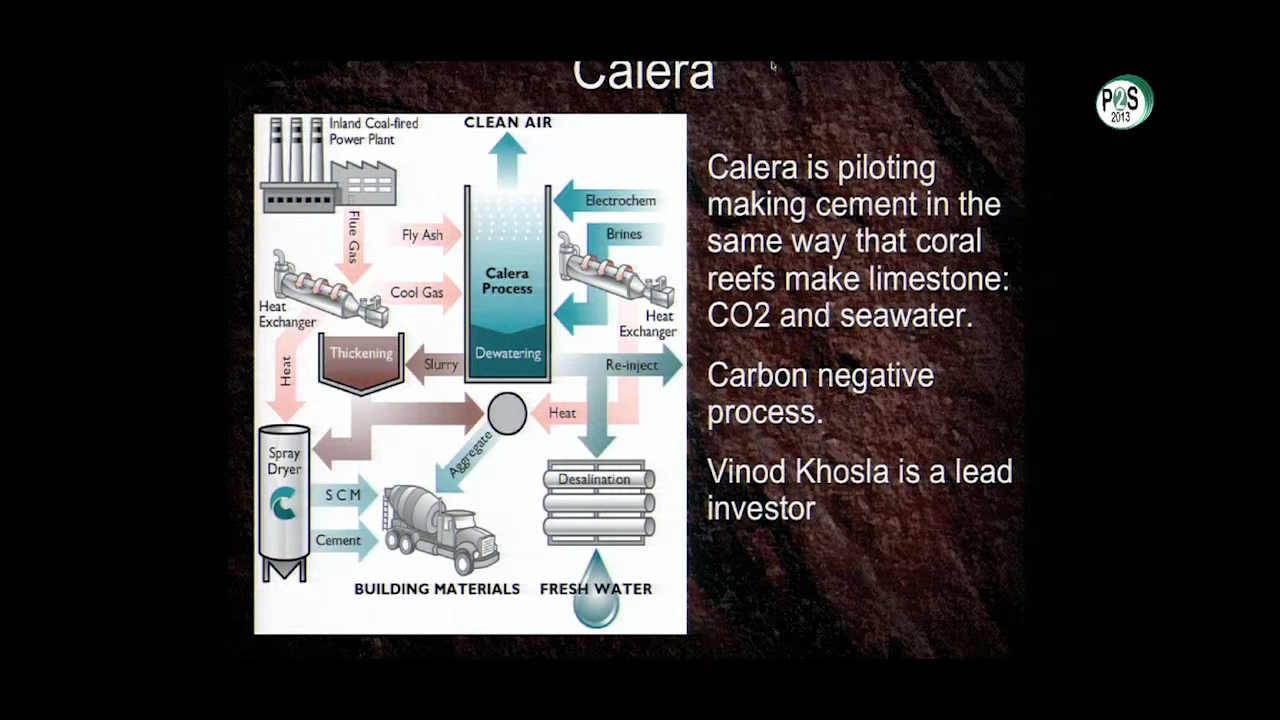 Calera
P2S
2013
Inland Coal-fired
Power Plant
CLEAN AIR
Flue Gas
Fly Ash
Electrochem
Brines
Calera
Process
Cool Gas
Heat
Exchanger
Heat
Exchanger
Thickening
Slurry
Dewatering
Re-inject
Heat
Heat
Aggregate
Spray
Dryer
SCM
Cement
Desalination
BUILDING MATERIALS
FRESH WATER
Calera is piloting
making cement in the
same way that coral
reefs make limestone:
CO2 and seawater.
Carbon negative
process.
Vinod Khosla is a lead
investor